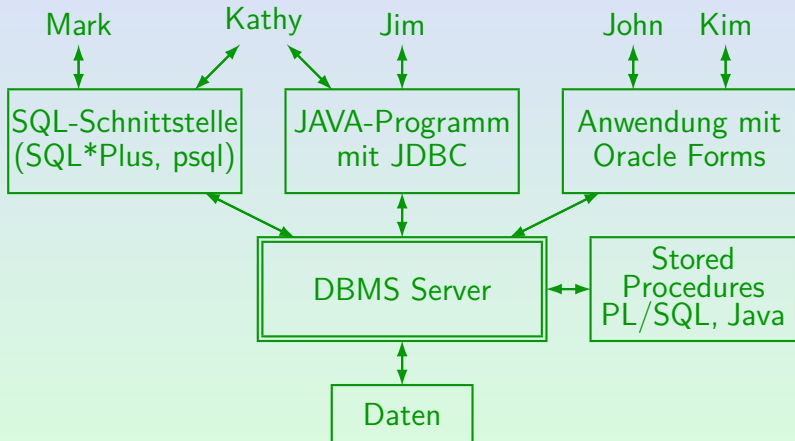 Mark
Kathy
Jim
John
Kim
SQL-Schnittstelle
(SQL*Plus, psql)
JAVA-Programm
mit JDBC
Anwendung mit
Oracle Forms
DBMS Server
Stored
Procedures
PL/SQL, Java
Daten